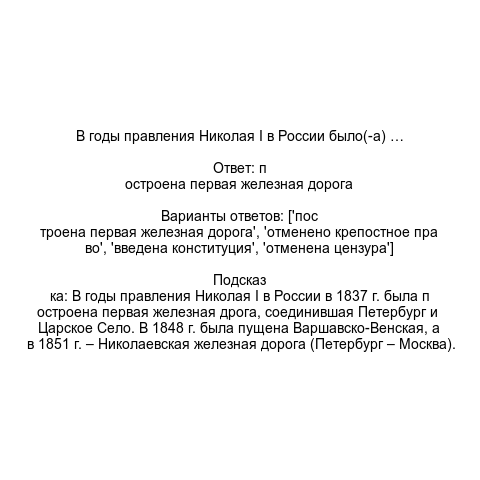 В годы правления Николая I в России было(-а) …
Ответ: п
остроена первая железная дорога
Варианты ответов: ['пос
троена первая железная дорога', 'отменено крепостное пра
во', 'введена конституция', 'отменена цензура']
Подсказ
ка: В годы правления Николая I в России в 1837 г. была п
остроена первая железная дрога, соединившая Петербург и
Царское Село. В 1848 г. была пущена Варшавско-Венская, а
в 1851 г. – Николаевская железная дорога (Петербург – Москва).